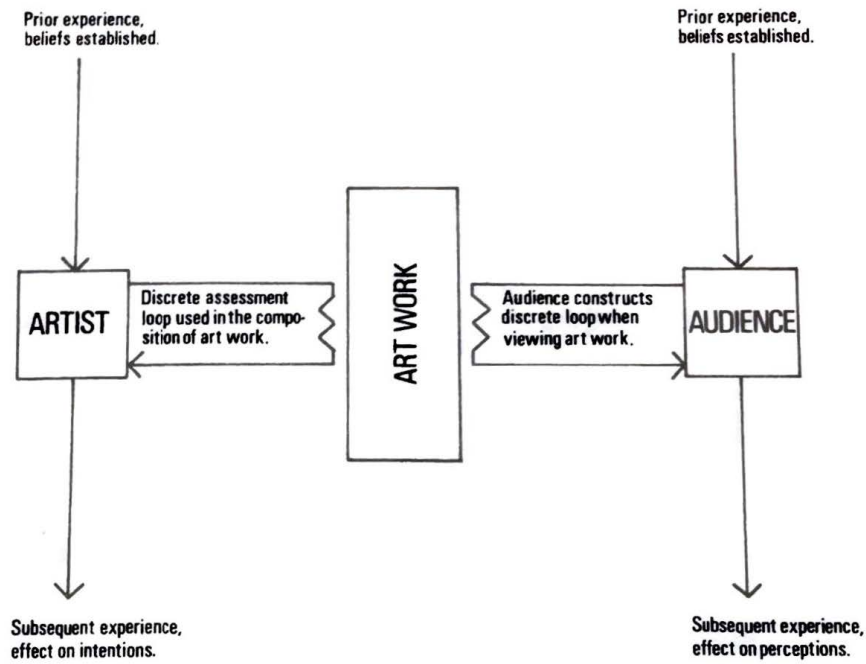 Prior experience,
beliefs established.
Prior experience,
beliefs established.
ARTIST
Discrete assessment
loop used in the compo-
sition of art work.
ART WORK
Audience constructs
discrete loop when
viewing art work.
AUDIENCE
Subsequent experience,
effect on intentions.
Subsequent experience,
effect on perceptions.